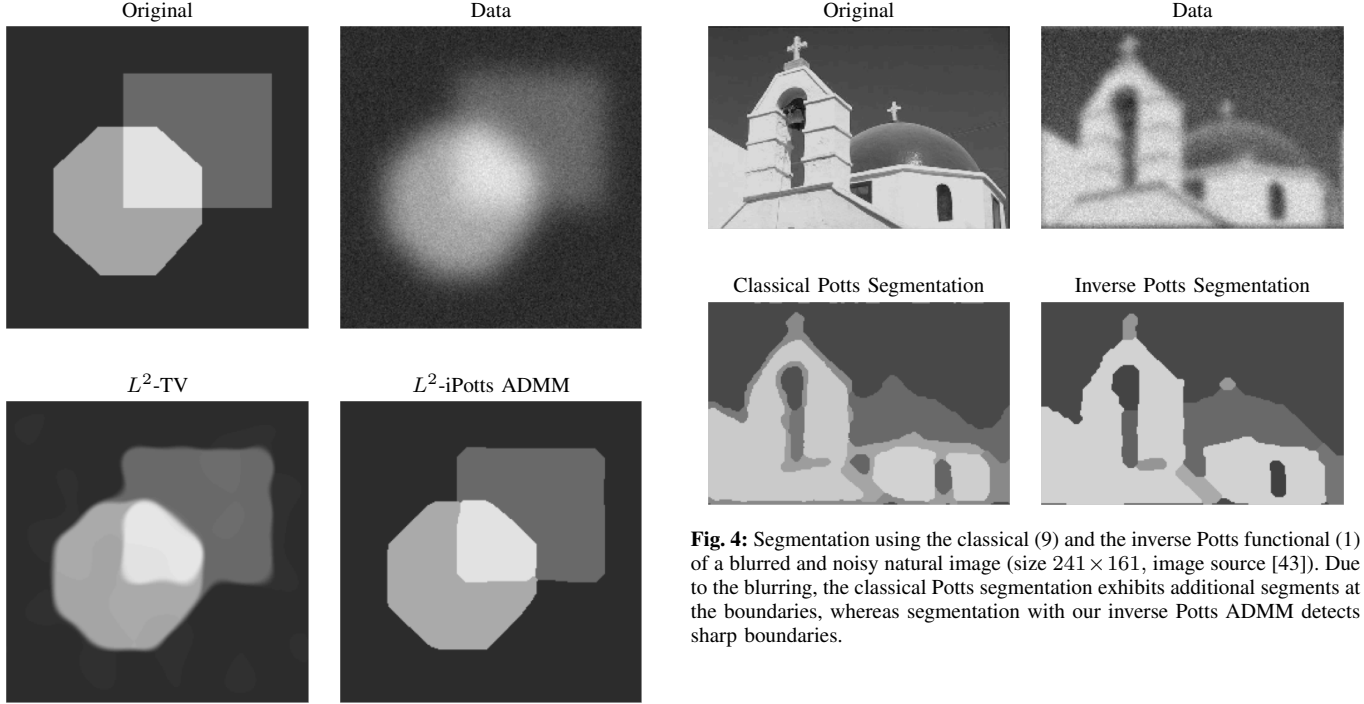 Original
Data
L²-TV
L²-iPotts ADMM
Original
Data
Classical Potts Segmentation
Inverse Potts Segmentation
Fig. 4: Segmentation using the classical (9) and the inverse Potts functional (1)
of a blurred and noisy natural image (size 241×161, image source [43]). Due
to the blurring, the classical Potts segmentation exhibits additional segments at
the boundaries, whereas segmentation with our inverse Potts ADMM detects
sharp boundaries.